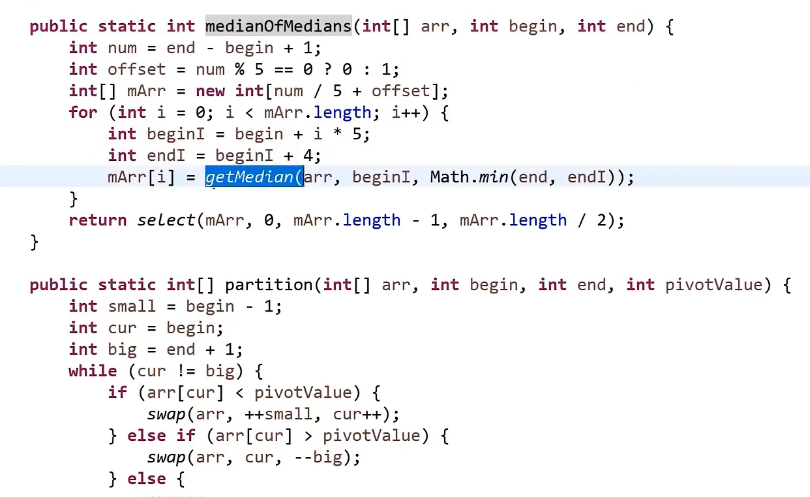 public static int medianOfMedians(int[] arr, int begin, int end) {
    int num = end - begin + 1;
    int offset = num % 5 == 0 ? 0 : 1;
    int[] mArr = new int[num / 5 + offset];
    for (int i = 0; i < mArr.length; i++) {
        int beginI = begin + i * 5;
        int endI = beginI + 4;
        mArr[i] = getMedian(arr, beginI, Math.min(end, endI));
    }
    return select(mArr, 0, mArr.length - 1, mArr.length / 2);
}
public static int[] partition(int[] arr, int begin, int end, int pivotValue) {
    int small = begin - 1;
    int cur = begin;
    int big = end + 1;
    while (cur != big) {
        if (arr[cur] < pivotValue) {
            swap(arr, ++small, cur++);
        } else if (arr[cur] > pivotValue) {
            swap(arr, cur, --big);
        } else {